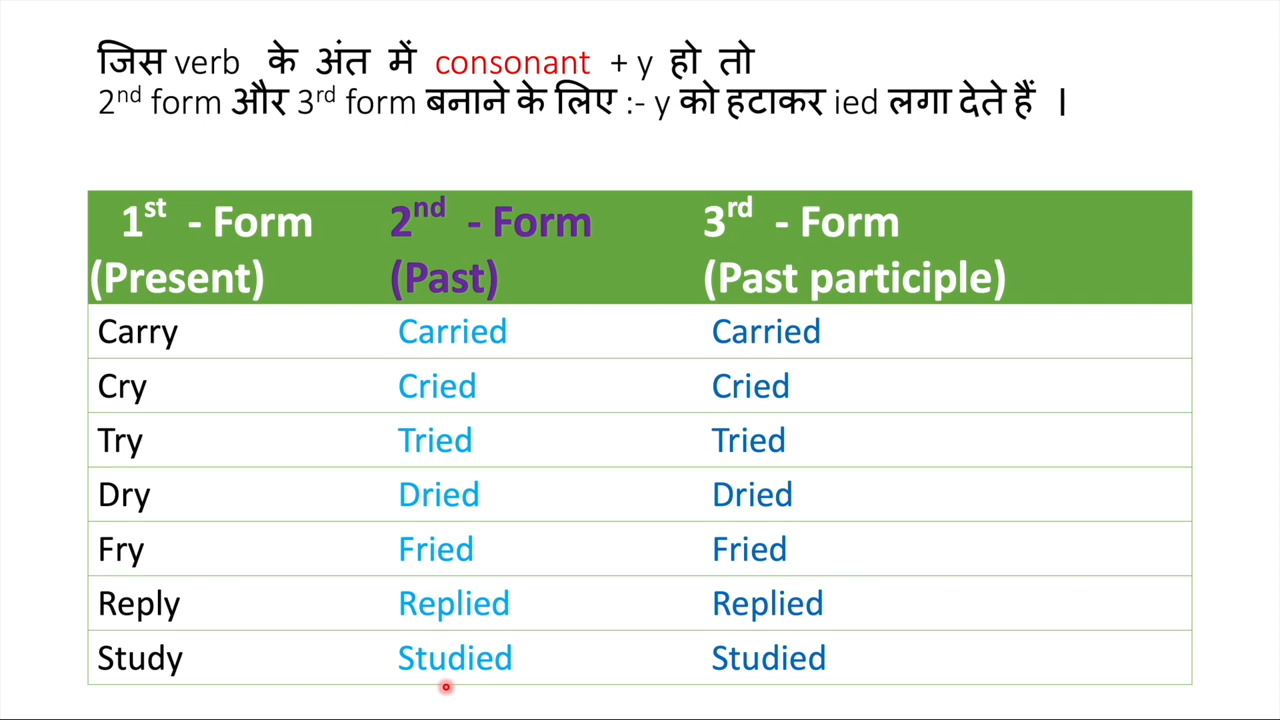 जिस verb के अंत में consonant + y हो तो
2nd form और 3rd form बनाने के लिए :- y को हटाकर ied लगा देते हैं ।
1st - Form 2nd - Form 3rd - Form
(Present) (Past) (Past participle)
Carry Carried Carried
Cry Cried Cried
Try Tried Tried
Dry Dried Dried
Fry Fried Fried
Reply Replied Replied
Study Studied Studied